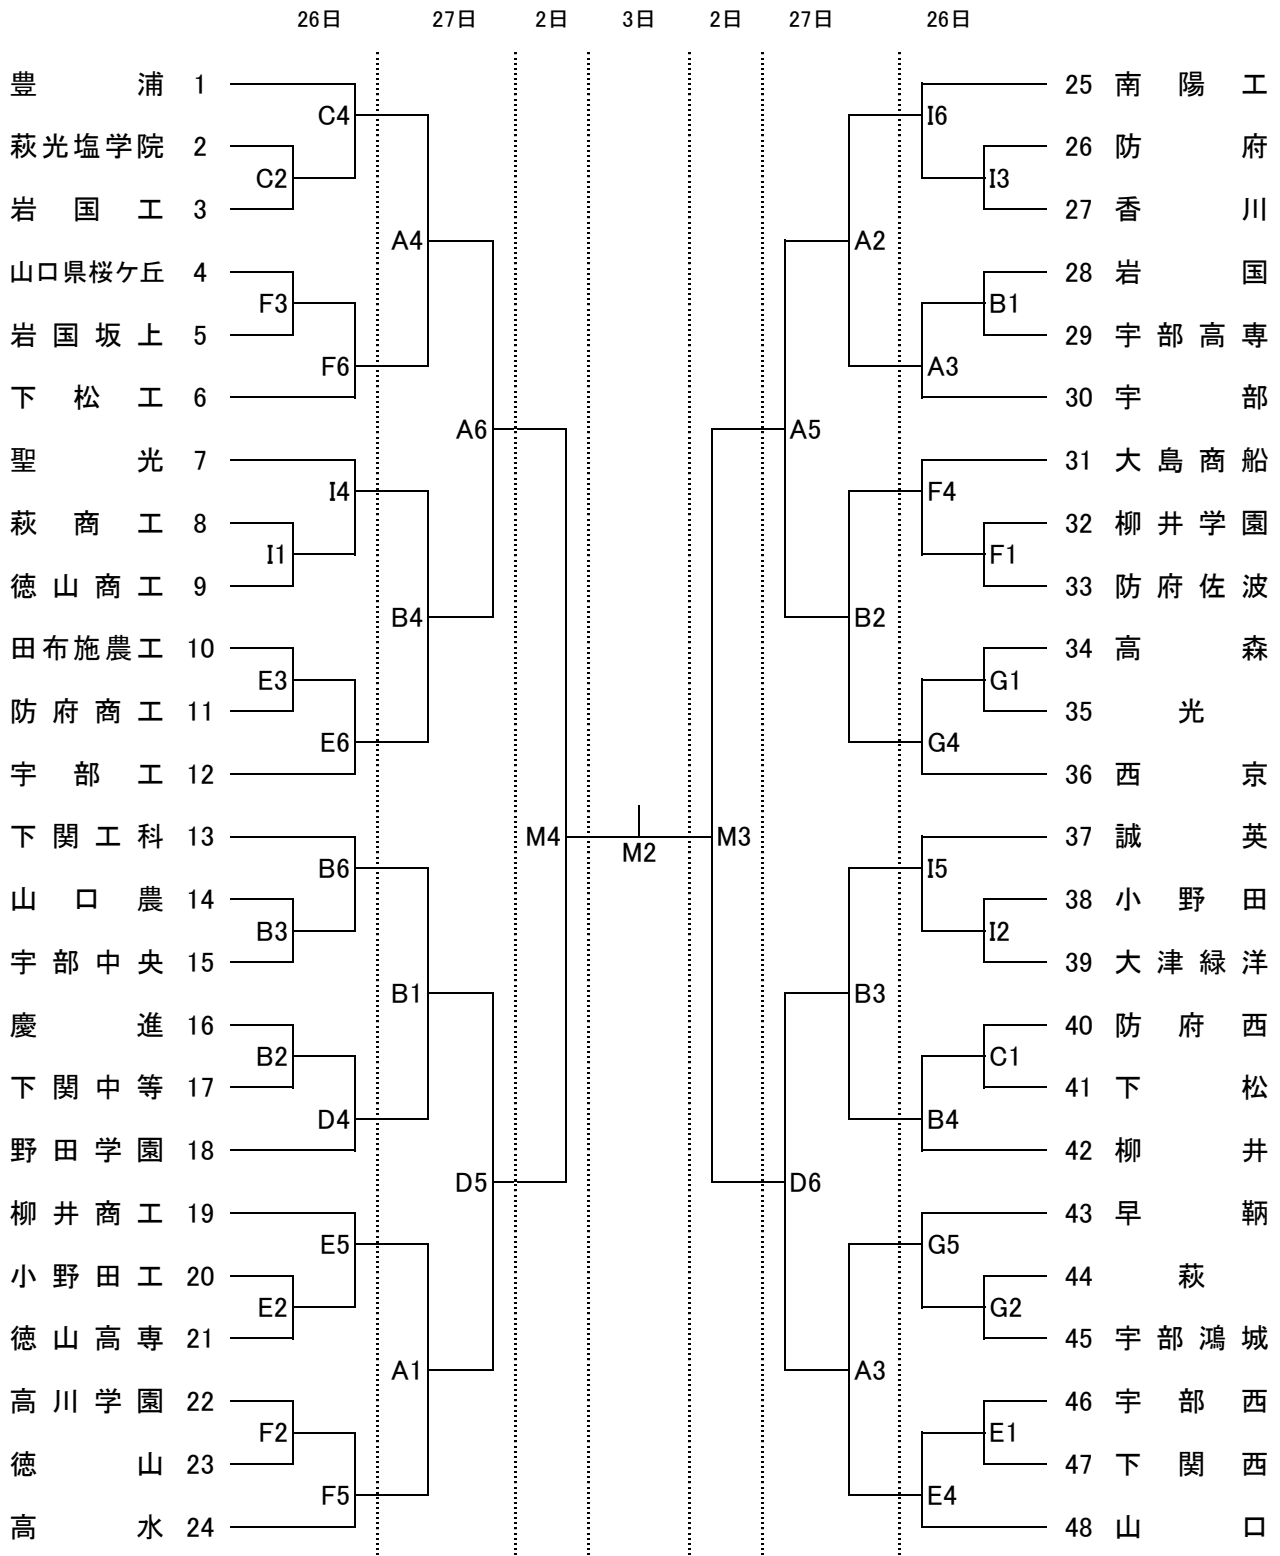 26日 27日 2日 3日 2日 27日 26日
豊浦 1 25 南陽工
C4 I6
萩光塩学院 2 26 防府
C2 I3
岩国工 3 27 香川
A4 A2
山口県桜ケ丘 4 28 岩国
F3 B1
岩国坂上 5 29 宇部高専
F6 A3
下松工 6 30 宇部
A6 A5
聖光 7 31 大島商船
I4 F4
萩商工 8 32 柳井学園
I1 F1
徳山商工 9 33 防府佐波
B4 B2
田布施農工 10 34 高森
E3 G1
防府商工 11 35 光
E6 G4
宇部工 12 36 西京
下関工科 13 M4 M3 37 誠英
M2
B6 I5
山口農 14 38 小野田
B3 I2
宇部中央 15 39 大津緑洋
B1 B3
慶進 16 40 防府西
B2 C1
下関中等 17 41 下松
D4 B4
野田学園 18 42 柳井
D5 D6
柳井商工 19 43 早鞆
E5 G5
小野田工 20 44 萩
E2 G2
徳山高専 21 45 宇部鴻城
A1 A3
高川学園 22 46 宇部西
F2 E1
徳山 23 47 下関西
F5 E4
高水 24 48 山口